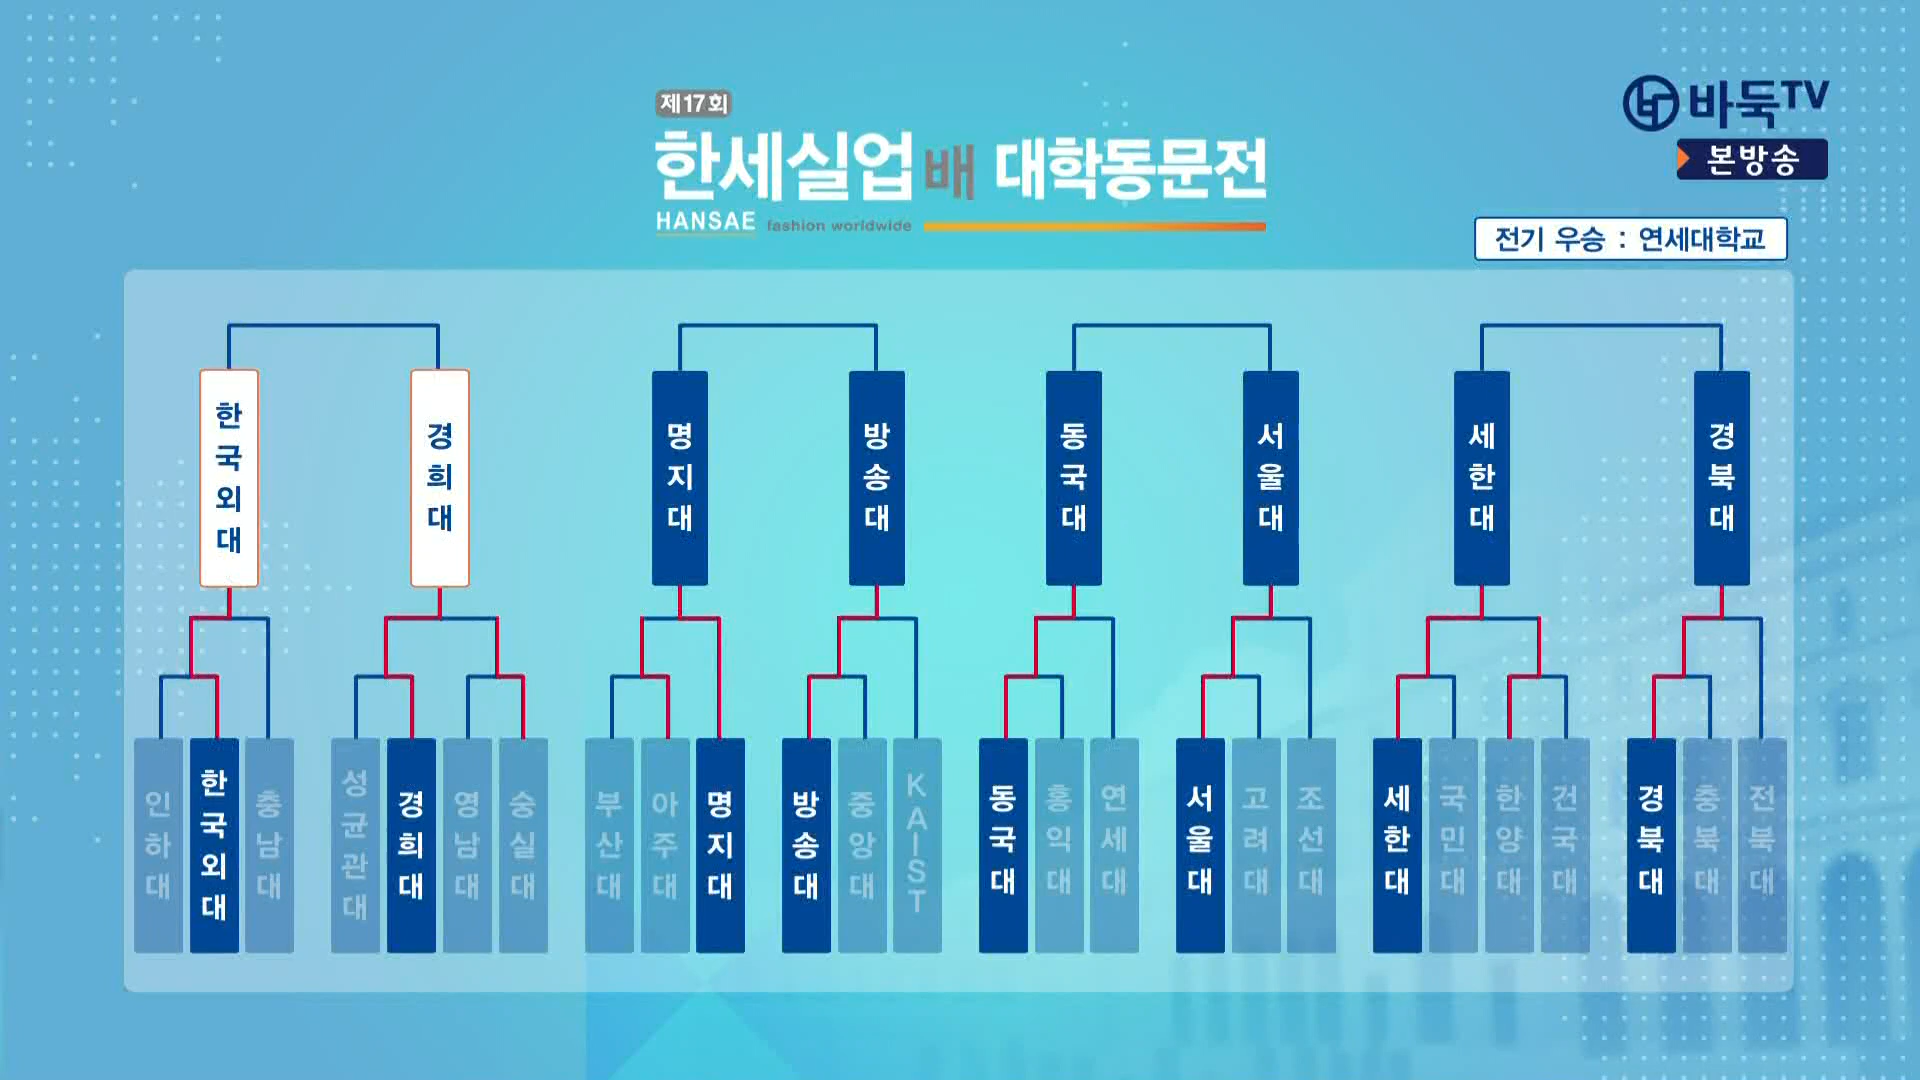 제17회
한세실업배 대학동문전
HANSAE fashion worldwide
바둑TV
본방송
전기 우승 : 연세대학교
한국외대
경희대
명지대
방송대
동국대
서울대
세한대
경북대
인하대
한국외대
충남대
성균관대
경희대
영남대
숭실대
부산대
아주대
명지대
방송대
중앙대
KAIST
동국대
홍익대
연세대
서울대
고려대
조선대
세한대
국민대
한양대
건국대
경북대
충북대
전북대